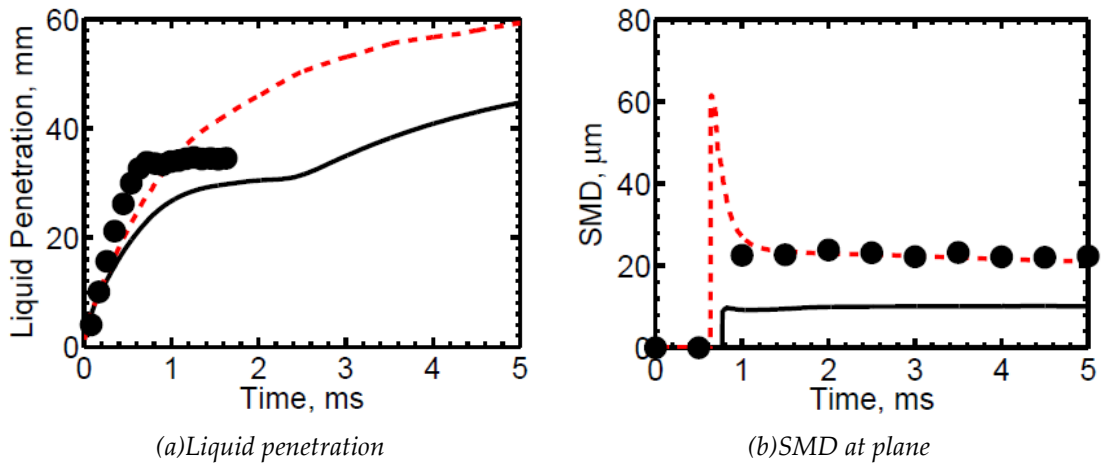 60
40
20
0
0 1 2 3 4 5
Liquid Penetration, mm
Time, ms
(a)Liquid penetration
80
60
40
20
0
0 1 2 3 4 5
SMD, μm
Time, ms
(b)SMD at plane